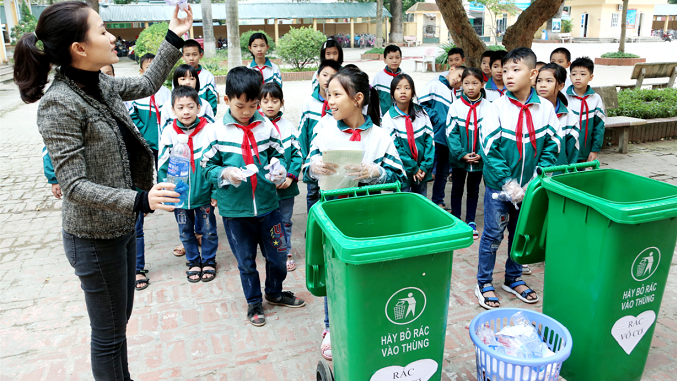 HÃY BỎ RÁC
VÀO THÙNG
RÁC
HÃY BỎ RÁC
VÀO THÙNG
RÁC
VÔ CƠ